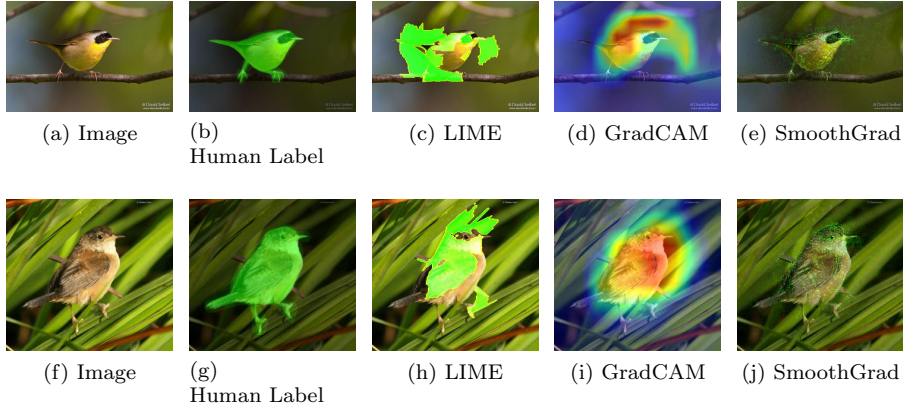 (a) Image
(b)
Human Label
(c) LIME
(d) GradCAM
(e) SmoothGrad
(f) Image
(g)
Human Label
(h) LIME
(i) GradCAM
(j) SmoothGrad